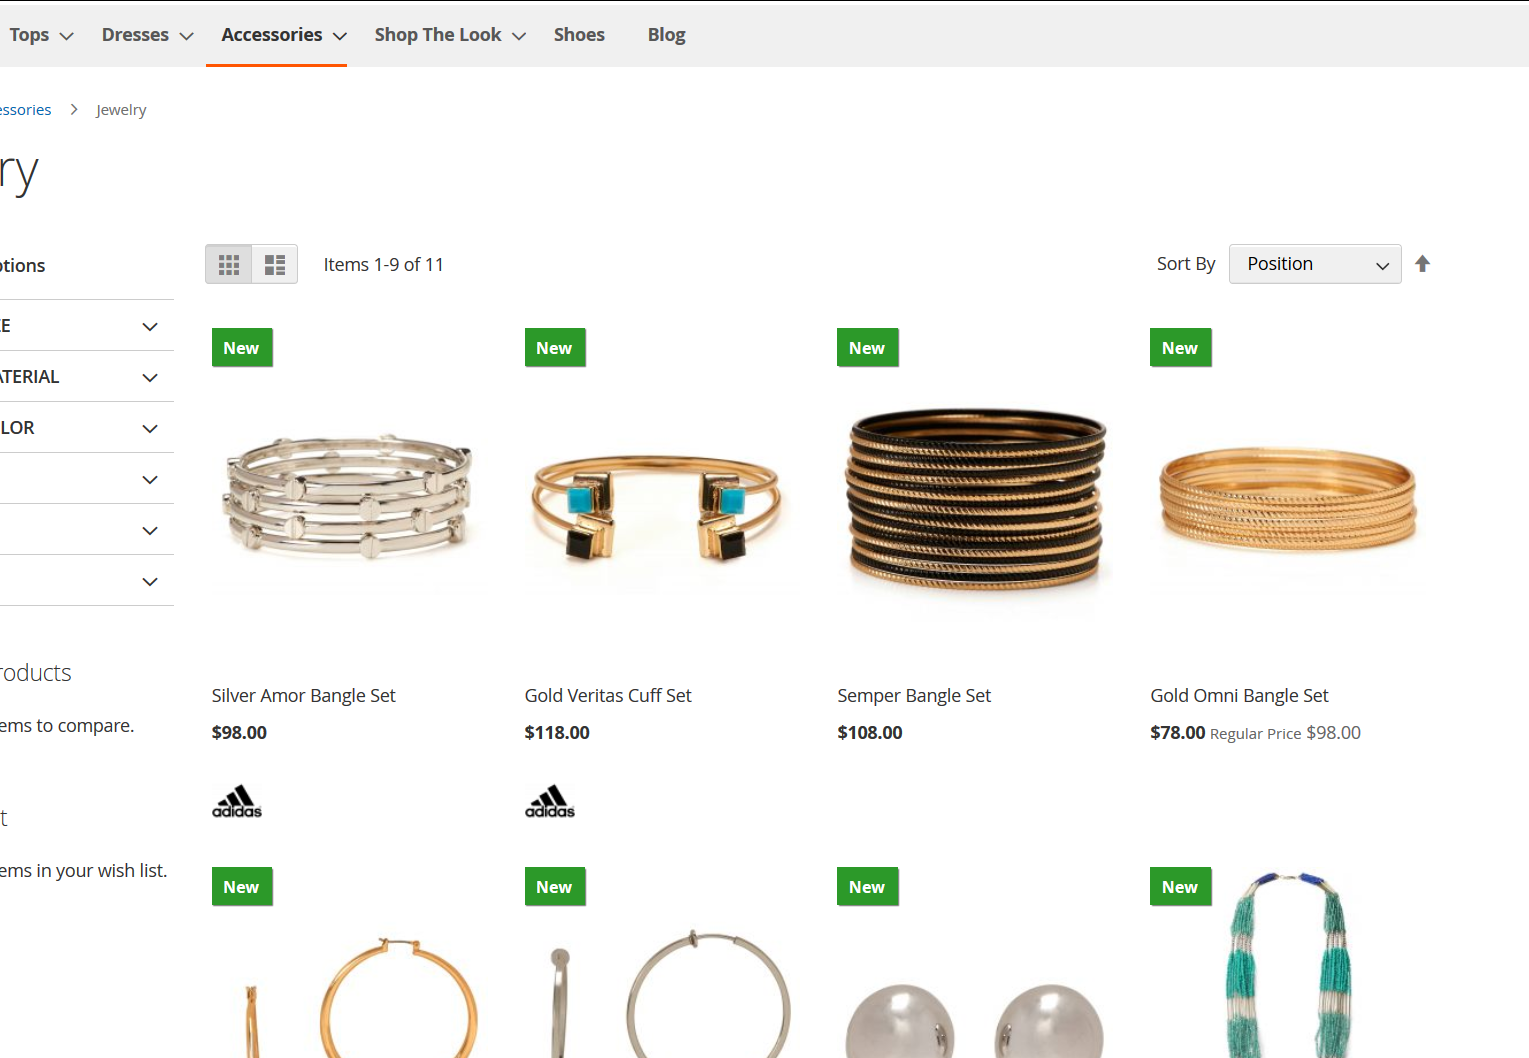 Tops Dresses Accessories Shop The Look Shoes Blog
essories > Jewelry
ry
ptions
Items 1-9 of 11
Sort By Position
E
ATERIAL
LOR
New New New New
Silver Amor Bangle Set Gold Veritas Cuff Set Semper Bangle Set Gold Omni Bangle Set
$98.00 $118.00 $108.00 $78.00 Regular Price $98.00
roducts
ems to compare.
adidas adidas
t
ems in your wish list.
New New New New